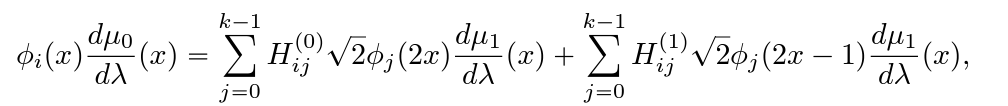 $\phi_i(x)\frac{d\mu_0}{d\lambda}(x) = \sum_{j=0}^{k-1} H_{ij}^{(0)} \sqrt{2}\phi_j(2x)\frac{d\mu_1}{d\lambda}(x) + \sum_{j=0}^{k-1} H_{ij}^{(1)} \sqrt{2}\phi_j(2x-1)\frac{d\mu_1}{d\lambda}(x),$